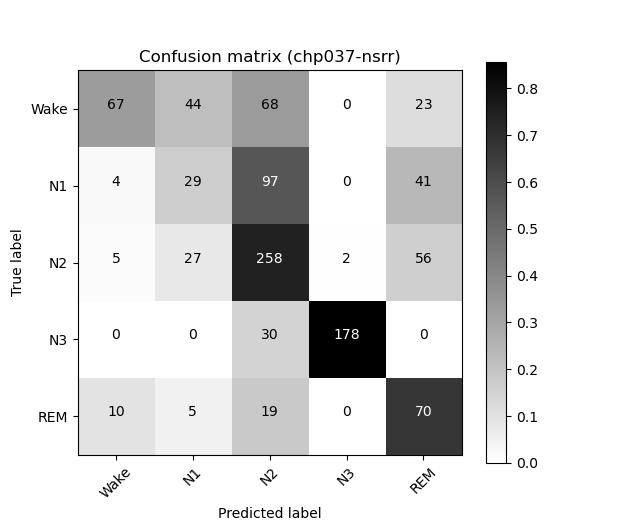 Confusion matrix (chp037-nsrr)
True label
Wake 67 44 68 0 23
N1 4 29 97 0 41
N2 5 27 258 2 56
N3 0 0 30 178 0
REM 10 5 19 0 70
Wake N1 N2 N3 REM
Predicted label
0.8
0.7
0.6
0.5
0.4
0.3
0.2
0.1
0.0